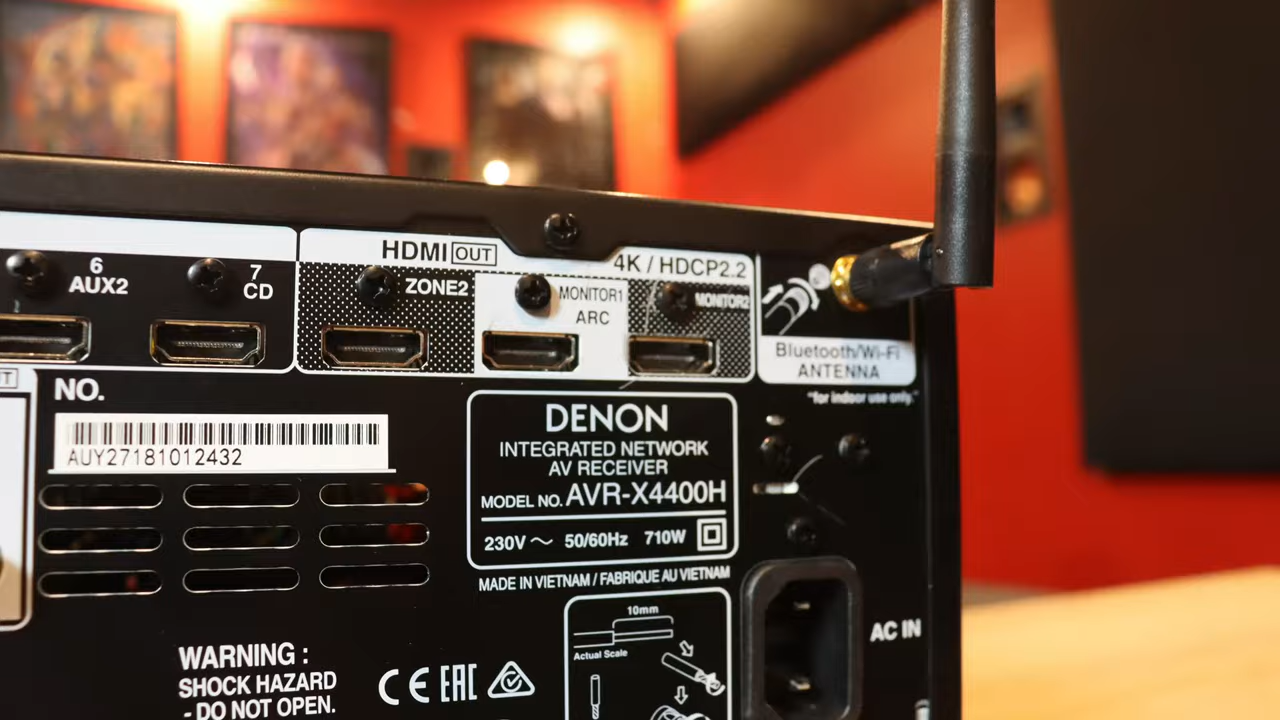 HDMI OUT
4K / HDCP2.2
6
AUX2
7
CD
ZONE2
MONITOR1
ARC
MONITOR2
Bluetooth/Wi-Fi
ANTENNA
"for indoor use only."
NO.
AUY27181012432
DENON
INTEGRATED NETWORK
AV RECEIVER
MODEL NO. AVR-X4400H
230V ～ 50/60Hz 710W
MADE IN VIETNAM / FABRIQUE AU VIETNAM
10mm
Actual Scale
AC IN
WARNING :
SHOCK HAZARD
- DO NOT OPEN.
CE EAC